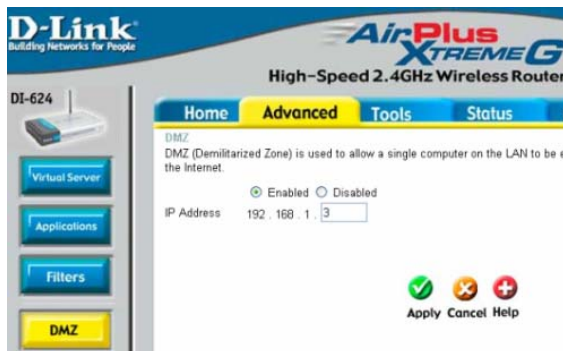 D-Link
Building Networks for People
AirPlus
XTREME G
High-Speed 2.4GHz Wireless Router
DI-624
Home Advanced Tools Status
DMZ
DMZ (Demilitarized Zone) is used to allow a single computer on the LAN to be
the Internet.
Virtual Server
Enabled Disabled
IP Address 192 . 168 . 1 . 3
Applications
Filters
Apply Cancel Help
DMZ